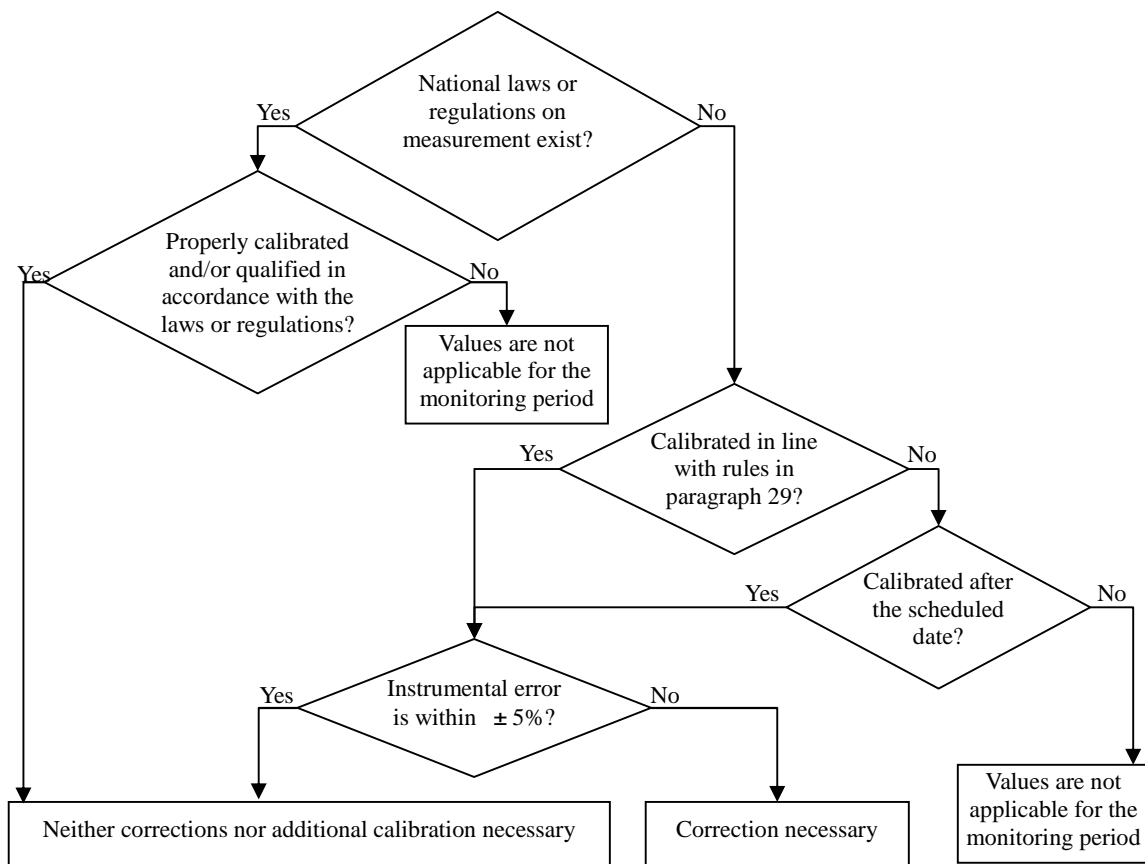 National laws or
regulations on
measurement exist?
Yes
No
Properly calibrated
and/or qualified in
accordance with the
laws or regulations?
Yes
No
Values are not
applicable for the
monitoring period
Calibrated in line
with rules in
paragraph 29?
Yes
No
Calibrated after
the scheduled
date?
Yes
No
Instrumental error
is within ± 5%?
Yes
No
Values are not
applicable for the
monitoring period
Neither corrections nor additional calibration necessary
Correction necessary